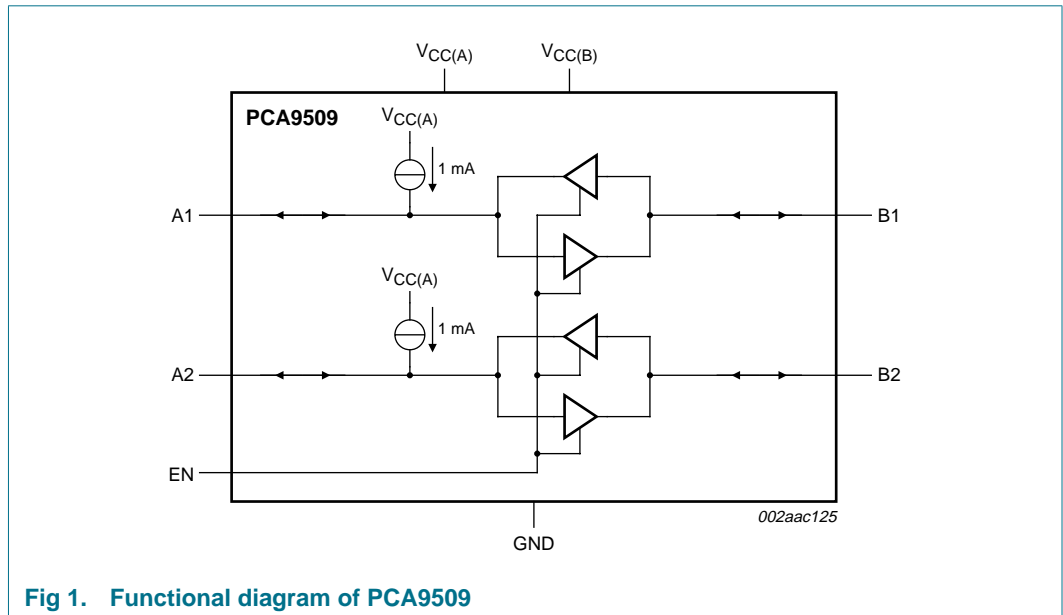 VCC(A) VCC(B)
PCA9509 VCC(A)
1 mA
A1 B1
VCC(A)
1 mA
A2 B2
EN
002aac125
GND
Fig 1. Functional diagram of PCA9509